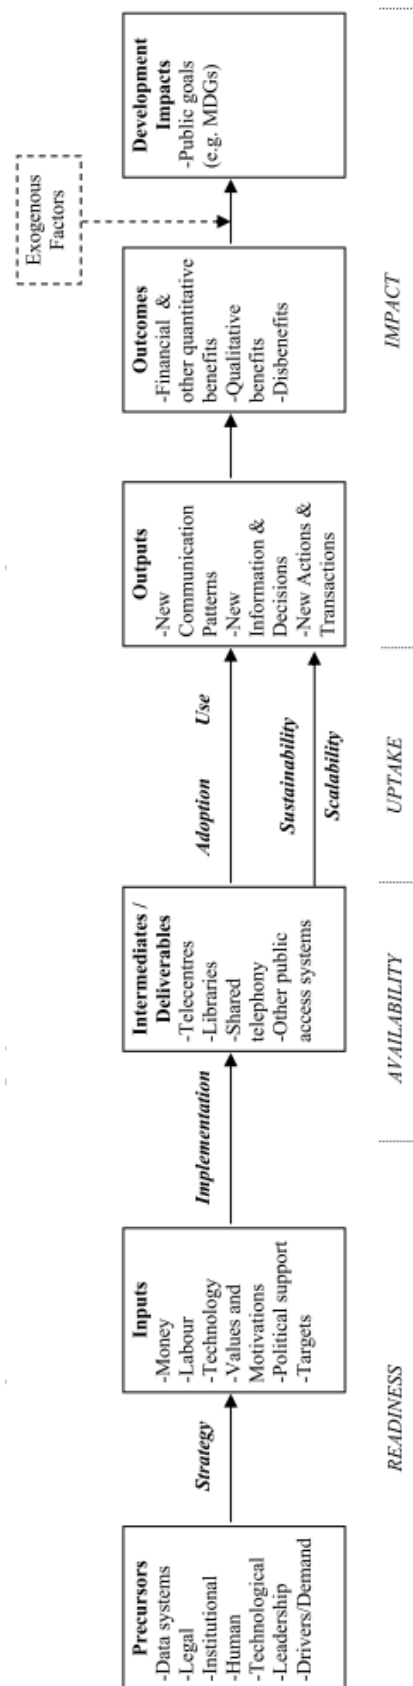 Precursors
-Data systems
-Legal
-Institutional
-Human
-Technological
-Leadership
-Drivers/Demand
Strategy
Inputs
-Money
-Labour
-Technology
-Values and
Motivations
-Political support
-Targets
Implementation
Intermediates /
Deliverables
-Telecentres
-Libraries
-Shared
telephony
-Other public
access systems
Adoption Use
Sustainability
Scalability
Outputs
-New
Communication
Patterns
-New
Information &
Decisions
-New Actions &
Transactions
Outcomes
-Financial &
other quantitative
benefits
-Qualitative
benefits
-Disbenefits
Exogenous
Factors
Development
Impacts
-Public goals
(e.g. MDGs)
READINESS
AVAILABILITY
UPTAKE
IMPACT